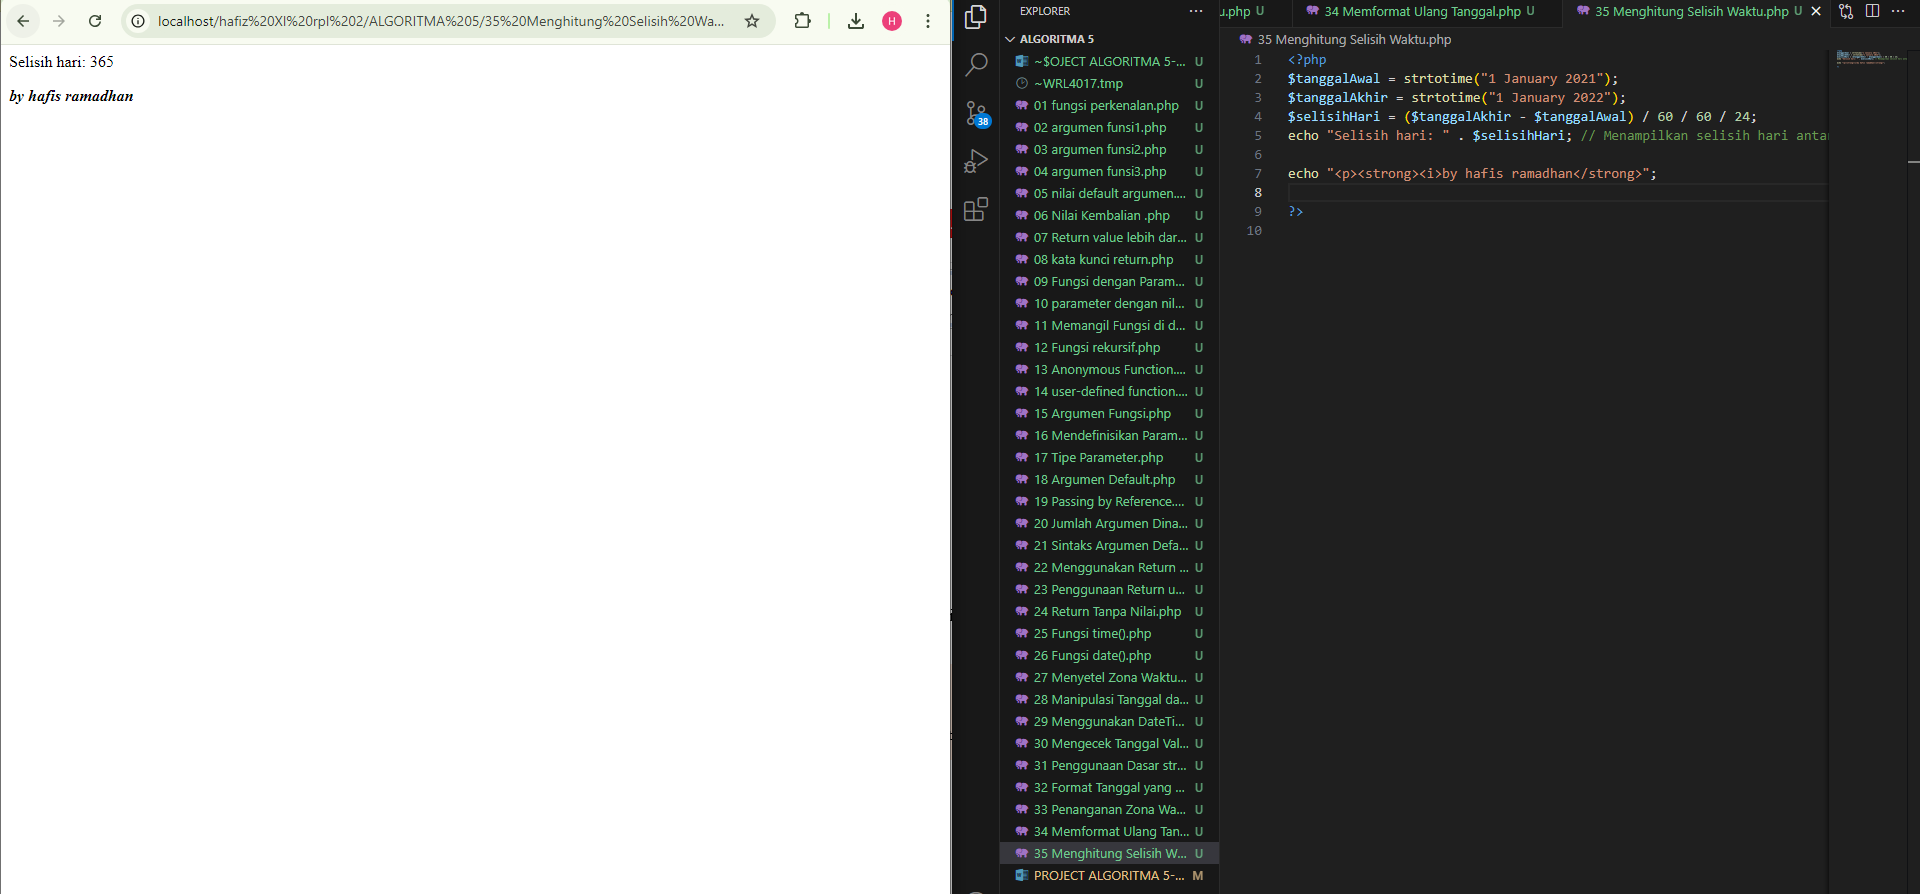 localhost/hafiz%20XI%20rpl%202/ALGORITMA%205/35%20Menghitung%20Selisih%20Wa...
H
Selisih hari: 365
by hafis ramadhan
EXPLORER
ALGORITMA 5
~$OJECT ALGORITMA 5-... U
~WRL4017.tmp U
01 fungsi perkenalan.php U
02 argumen funsi1.php U
03 argumen funsi2.php U
04 argumen funsi3.php U
05 nilai default argumen.... U
06 Nilai Kembalian .php U
07 Return value lebih dar... U
08 kata kunci return.php U
09 Fungsi dengan Param... U
10 parameter dengan nil... U
11 Memangil Fungsi di d... U
12 Fungsi rekursif.php U
13 Anonymous Function.... U
14 user-defined function.... U
15 Argumen Fungsi.php U
16 Mendefinisikan Param... U
17 Tipe Parameter.php U
18 Argumen Default.php U
19 Passing by Reference.... U
20 Jumlah Argumen Dina... U
21 Sintaks Argumen Defa... U
22 Menggunakan Return ... U
23 Penggunaan Return u... U
24 Return Tanpa Nilai.php U
25 Fungsi time().php U
26 Fungsi date().php U
27 Menyetel Zona Waktu... U
28 Manipulasi Tanggal da... U
29 Menggunakan DateTi... U
30 Mengecek Tanggal Val... U
31 Penggunaan Dasar str... U
32 Format Tanggal yang ... U
33 Penanganan Zona Wa... U
34 Memformat Ulang Tan... U
35 Menghitung Selisih W... U
PROJECT ALGORITMA 5-... M
38
u.php U 34 Memformat Ulang Tanggal.php U 35 Menghitung Selisih Waktu.php U
35 Menghitung Selisih Waktu.php
1 <?php
2 $tanggalAwal = strtotime("1 January 2021");
3 $tanggalAkhir = strtotime("1 January 2022");
4 $selisihHari = ($tanggalAkhir - $tanggalAwal) / 60 / 60 / 24;
5 echo "Selisih hari: " . $selisihHari; // Menampilkan selisih hari anta
6
7 echo "<p><strong><i>by hafis ramadhan</strong>";
8
9 ?>
10